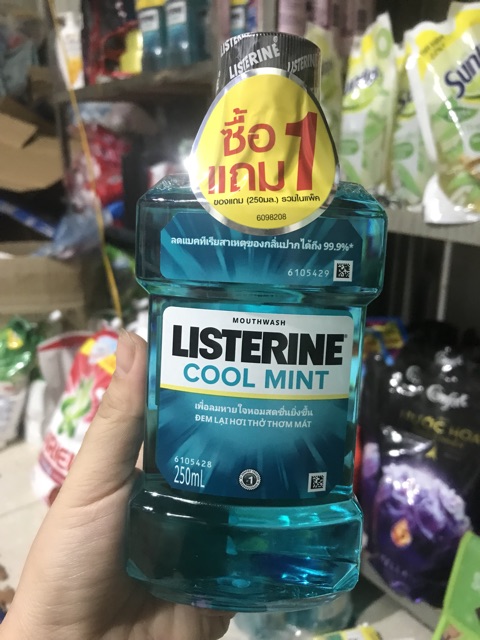 LISTERINE
LISTERINE
ซื้อ 1
แถม
ของแถม (250มล.) รวมในแพ็ค
6098208
ลดแบคทีเรียสาเหตุของกลิ่นปากได้ถึง 99.9%*
6105429
MOUTHWASH
LISTERINE
COOL MINT
เพื่อลมหายใจหอมสดชื่นยิ่งขึ้น
ĐEM LẠI HƠI THỞ THƠM MÁT
6105428
250mL
Sun